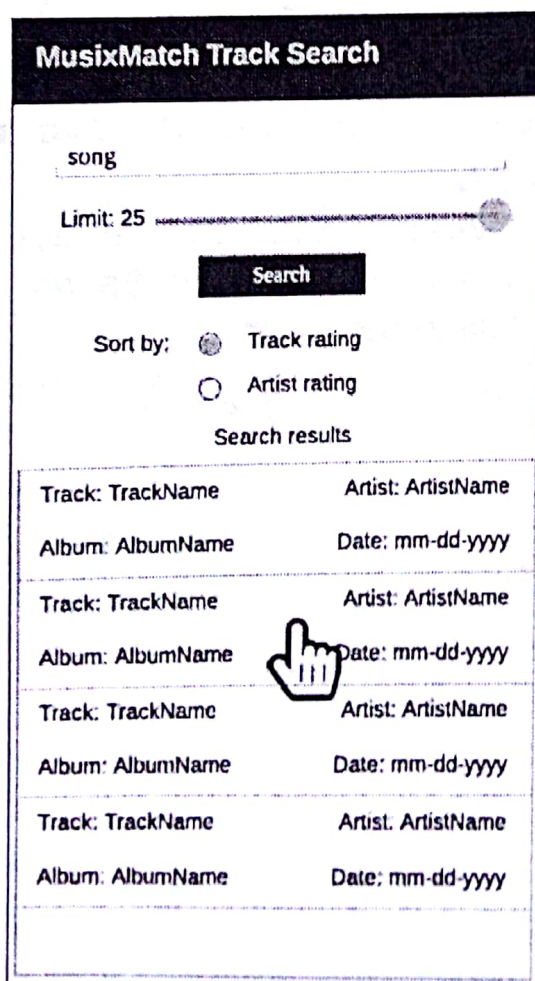 MusixMatch Track Search
song
Limit: 25
Search
Sort by: Track rating
Artist rating
Search results
Track: TrackName Artist: ArtistName
Album: AlbumName Date: mm-dd-yyyy
Track: TrackName Artist: ArtistName
Album: AlbumName Date: mm-dd-yyyy
Track: TrackName Artist: ArtistName
Album: AlbumName Date: mm-dd-yyyy
Track: TrackName Artist: ArtistName
Album: AlbumName Date: mm-dd-yyyy